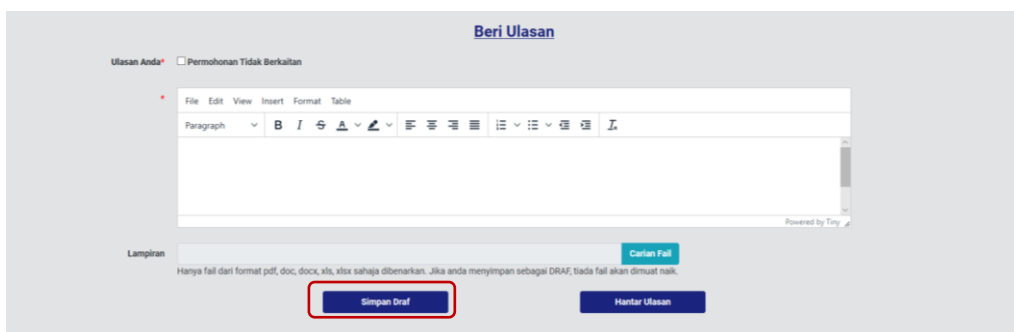 Beri Ulasan
Ulasan Anda* Permohonan Tidak Berkaitan
*
File Edit View Insert Format Table
Paragraph B I S A
Powered by Tiny
Lampiran Carian Fail
Hanya fail dari format pdf, doc, docx, xls, xlsx sahaja dibenarkan. Jika anda menyimpan sebagai DRAF, tiada fail akan dimuat naik.
Simpan Draf Hantar Ulasan